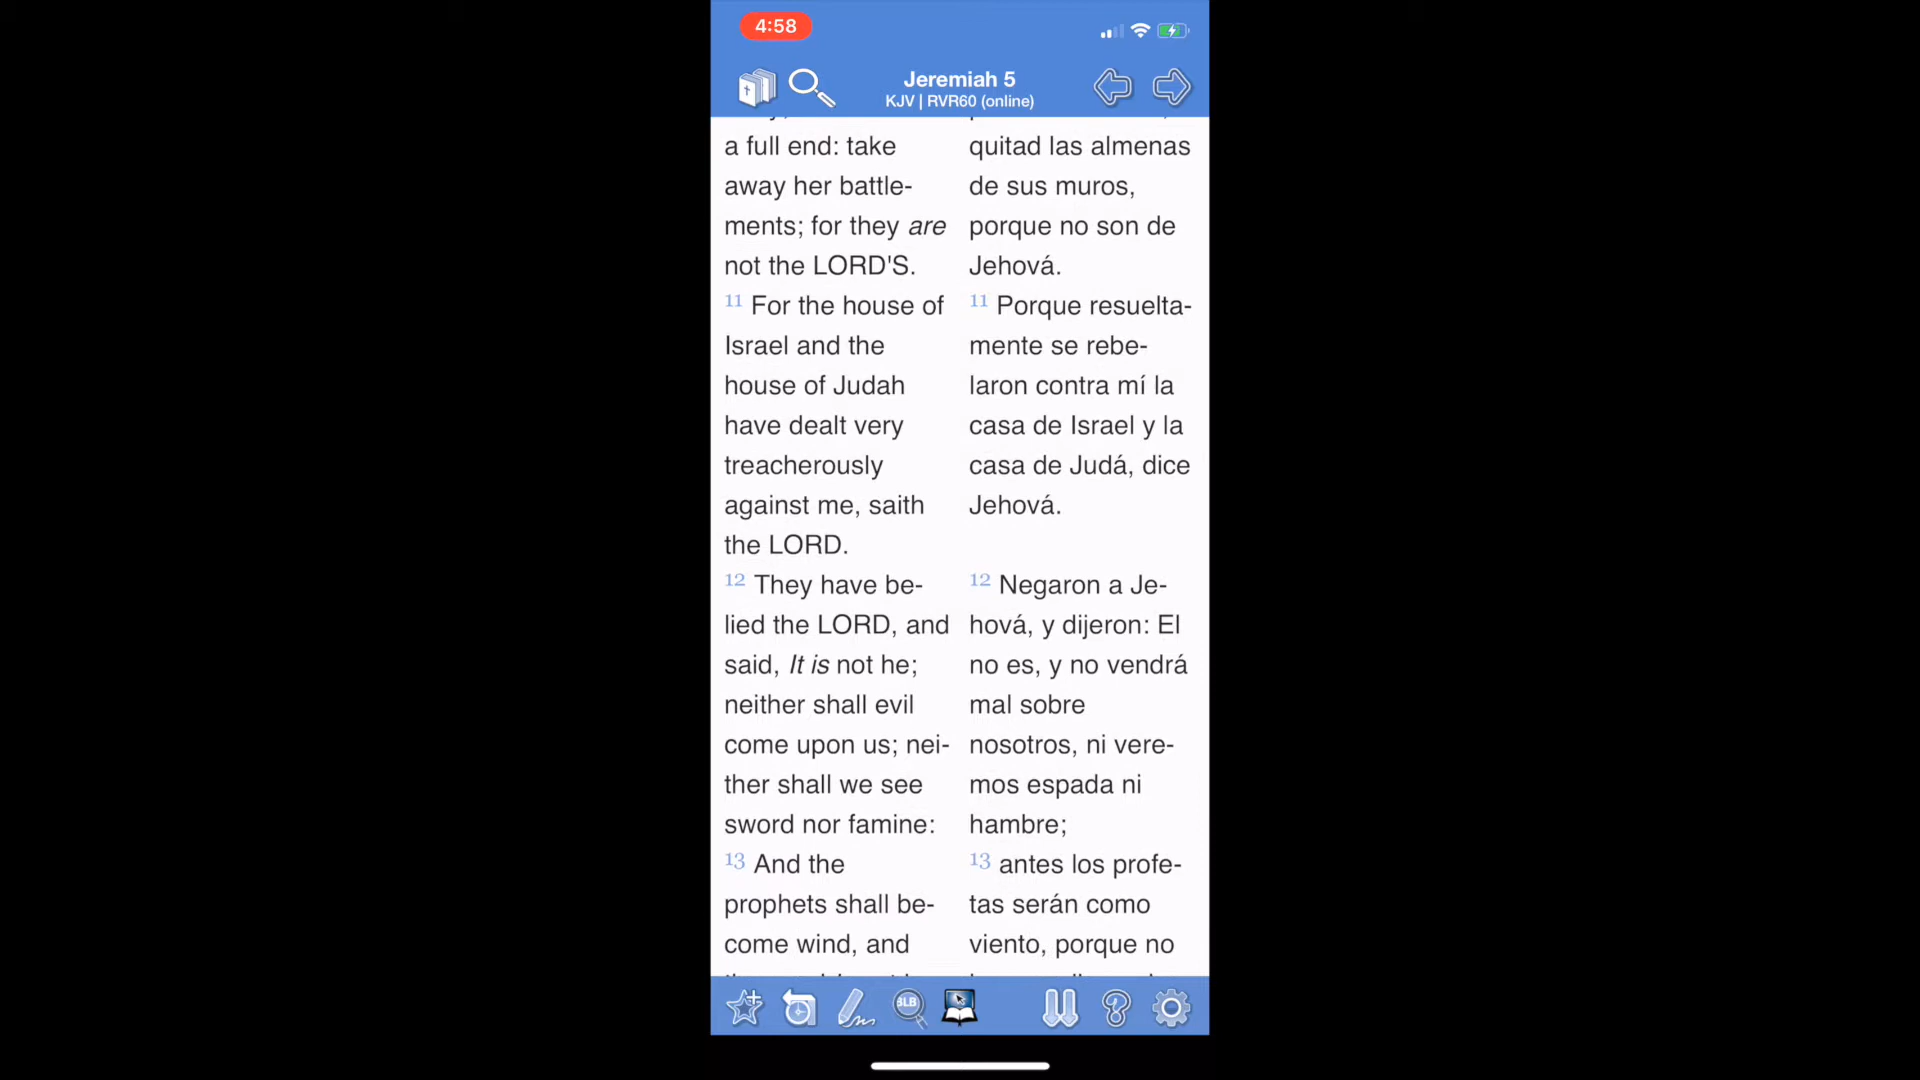 4:58
Jeremiah 5
KJV | RVR60 (online)
a full end: take
away her battle-
ments; for they are
not the LORD'S.
11 For the house of
Israel and the
house of Judah
have dealt very
treacherously
against me, saith
the LORD.
12 They have be-
lied the LORD, and
said, It is not he;
neither shall evil
come upon us; nei-
ther shall we see
sword nor famine:
13 And the
prophets shall be-
come wind, and
quitad las almenas
de sus muros,
porque no son de
Jehová.
11 Porque resuelta-
mente se rebe-
laron contra mí la
casa de Israel y la
casa de Judá, dice
Jehová.
12 Negaron a Je-
hová, y dijeron: El
no es, y no vendrá
mal sobre
nosotros, ni vere-
mos espada ni
hambre;
13 antes los profe-
tas serán como
viento, porque no
BLB